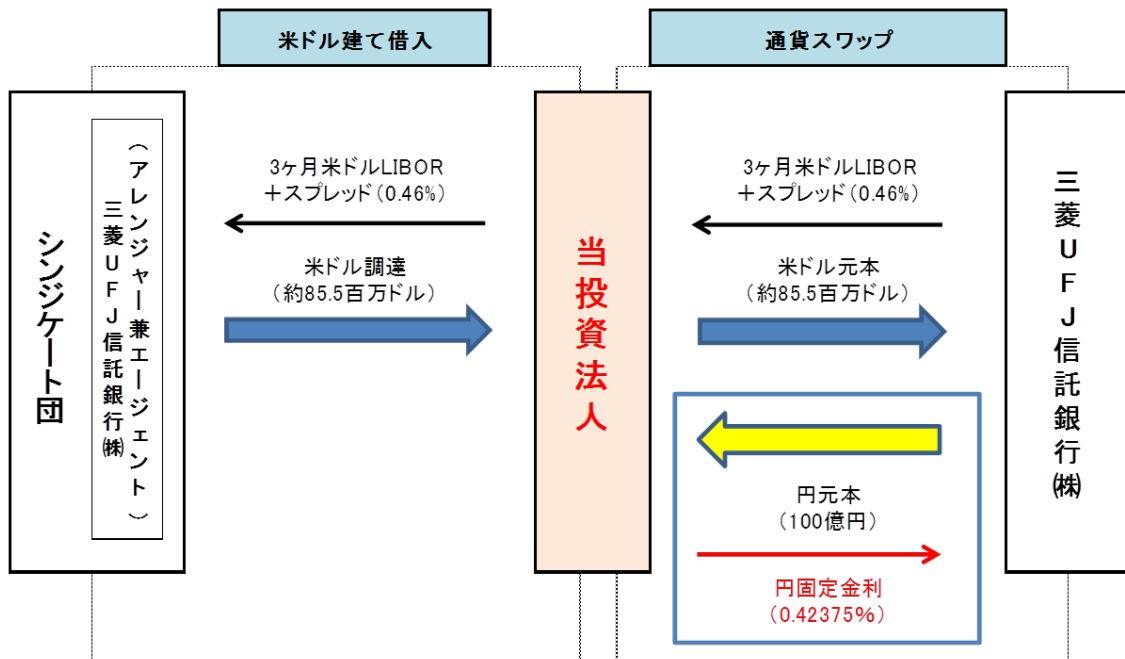 米ドル建て借入
通貨スワップ
シンジケート団
（アレンジャー兼エージェント）
三菱UFJ信託銀行㈱
3ヶ月米ドルLIBOR
＋スプレッド（0.46%）
米ドル調達
（約85.5百万ドル）
当投資法人
3ヶ月米ドルLIBOR
＋スプレッド（0.46%）
米ドル元本
（約85.5百万ドル）
円元本
（100億円）
円固定金利
（0.42375%）
三菱UFJ信託銀行㈱